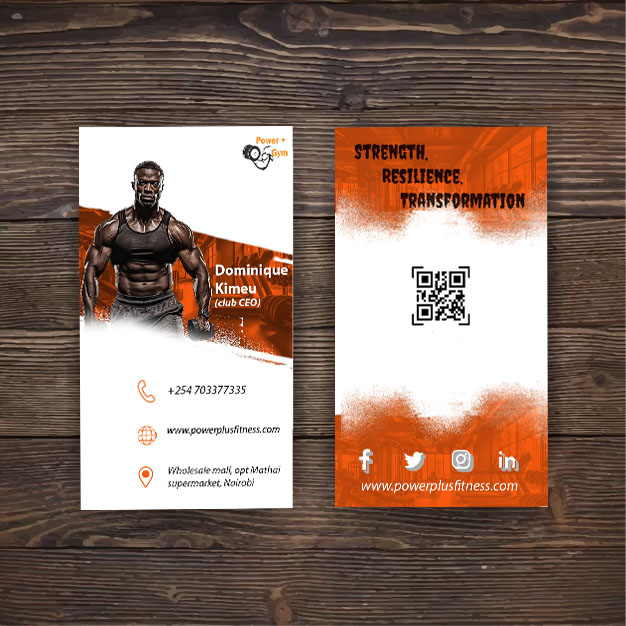 Power +
Gym
Dominique
Kimeu
(club CEO)
+254 703377335
www.powerplusfitness.com
Wholesale mall, opt Mathai
supermarket, Nairobi
STRENGTH,
RESILIENCE,
TRANSFORMATION
www.powerplusfitness.com